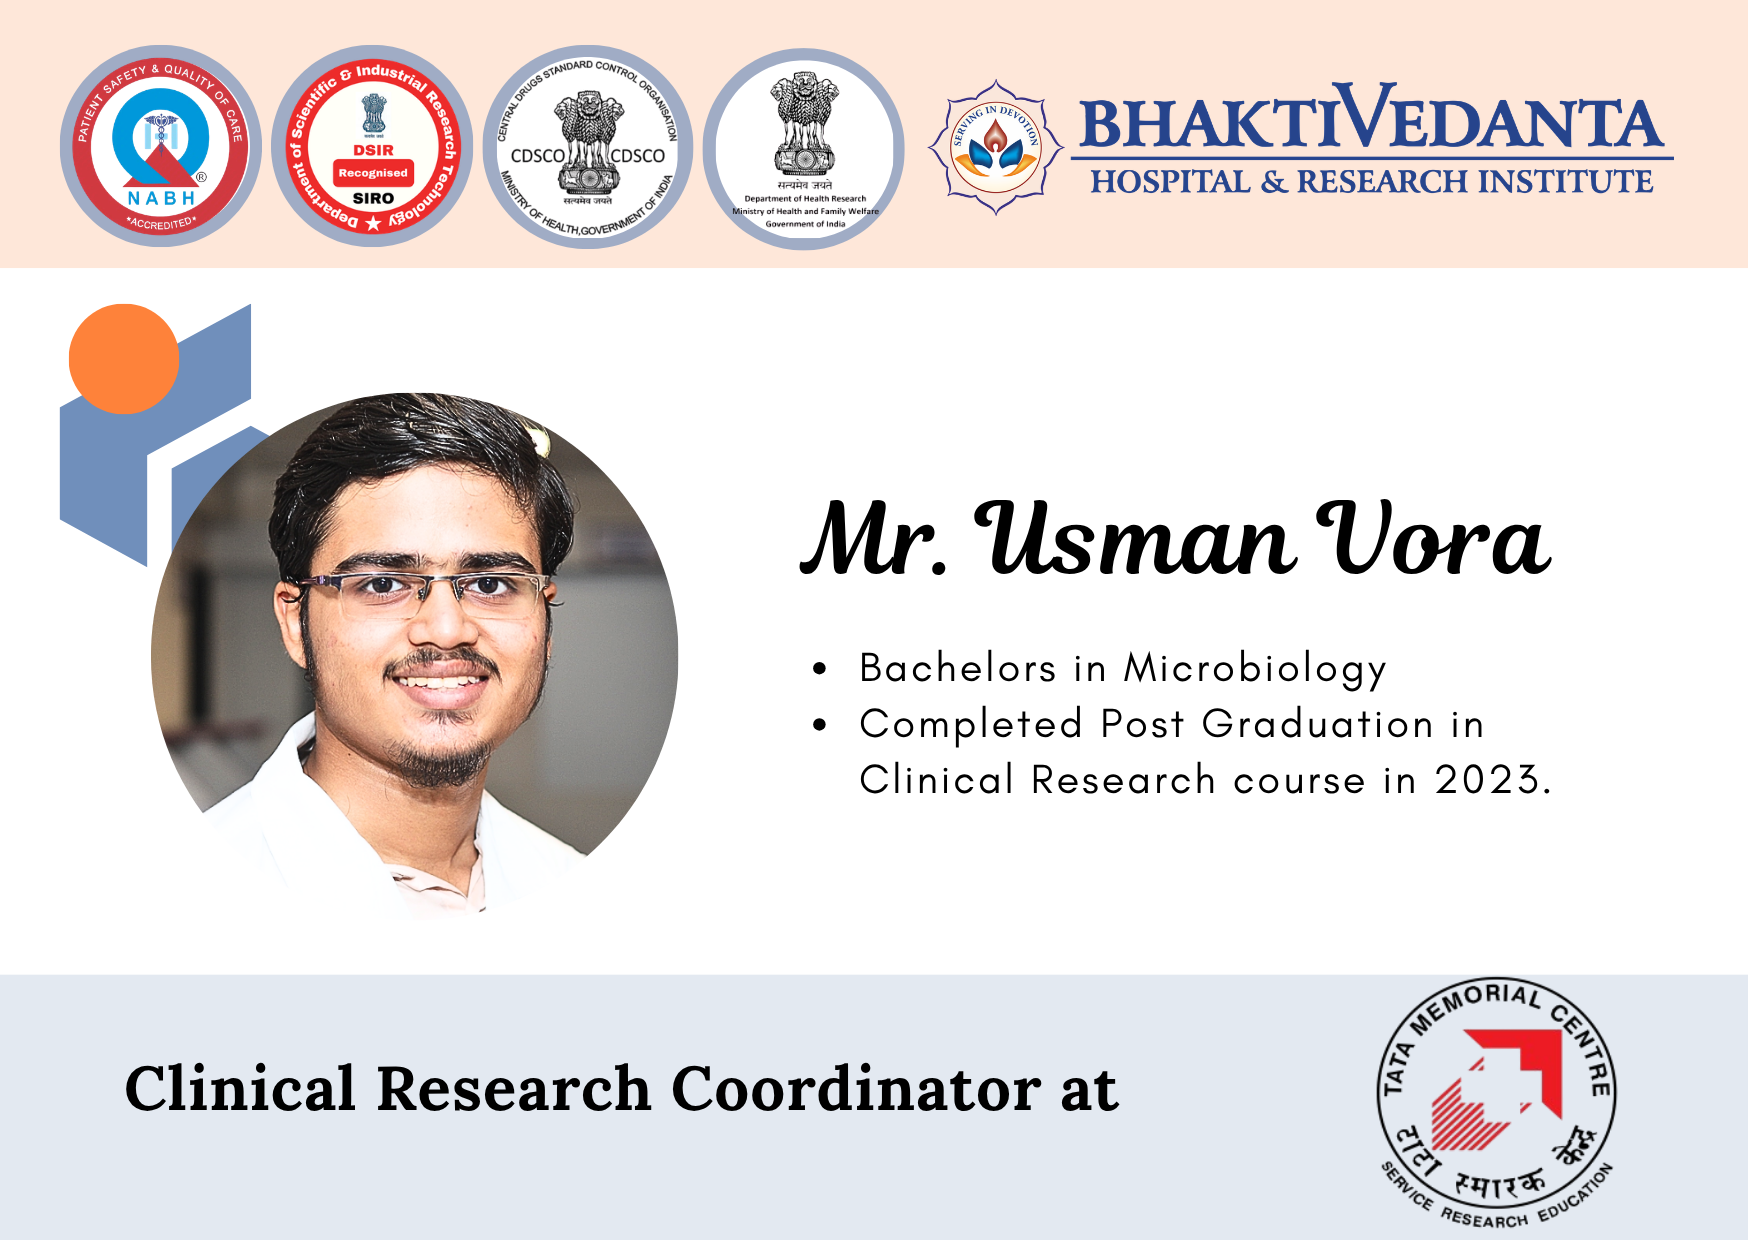 PATIENT SAFETY & QUALITY OF CARE
NABH
®
*ACCREDITED*
Department of Scientific & Industrial Research Technology
DSIR
Recognised
SIRO
CENTRAL DRUGS STANDARD CONTROL ORGANISATION
CDSCO CDSCO
सत्यमेव जयते
MINISTRY OF HEALTH,GOVERNMENT OF INDIA
सत्यमेव जयते
Department of Health Research
Ministry of Health and Family Welfare
Government of India
SERVING IN DEVOTION
BHAKTIVEDANTA
HOSPITAL & RESEARCH INSTITUTE
Mr. Usman Vora
• Bachelors in Microbiology
• Completed Post Graduation in
Clinical Research course in 2023.
Clinical Research Coordinator at
TATA MEMORIAL CENTRE
टाटा स्मारक केन्द्र
SERVICE RESEARCH EDUCATION